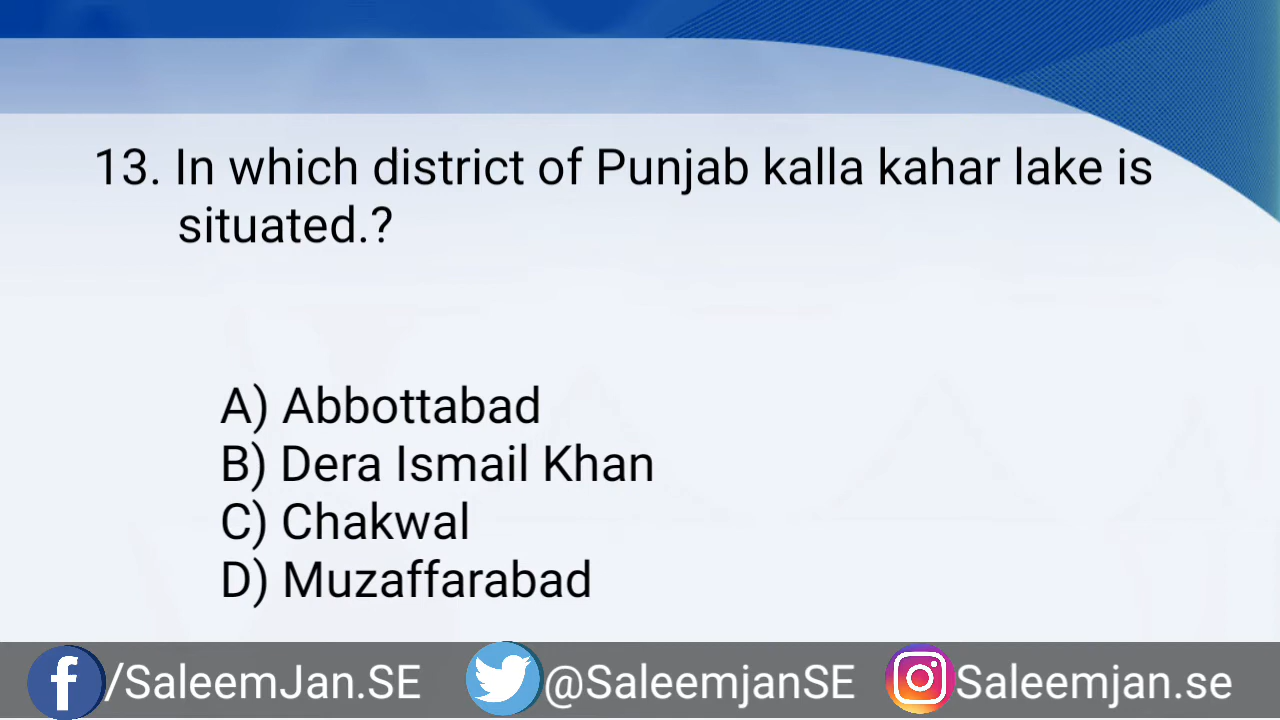 13. In which district of Punjab kalla kahar lake is
situated.?
A) Abbottabad
B) Dera Ismail Khan
C) Chakwal
D) Muzaffarabad
/SaleemJan.SE @SaleemjanSE Saleemjan.se